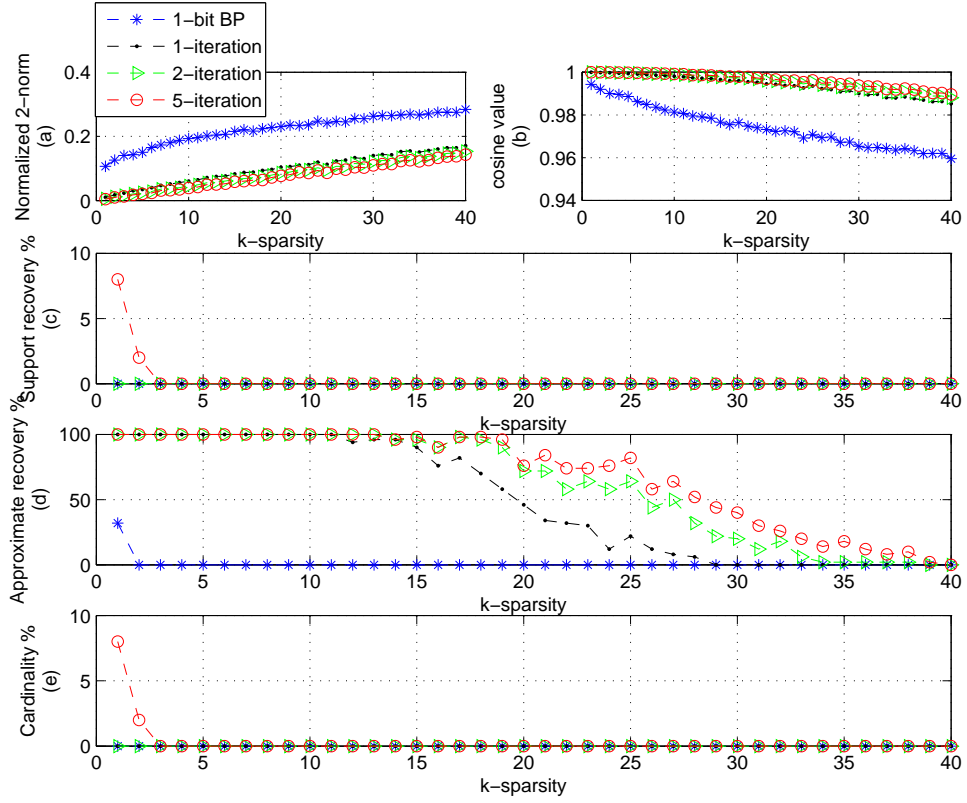 1−bit BP
1−iteration
2−iteration
5−iteration
0.4
0.2
0
0 10 20 30 40
k−sparsity
Normalized 2−norm
(a)
1
0.98
0.96
0.94
0 10 20 30 40
k−sparsity
cosine value
(b)
10
5
0
0 5 10 15 20 25 30 35 40
k−sparsity
Support recovery %
(c)
100
50
0
0 5 10 15 20 25 30 35 40
k−sparsity
Approximate recovery %
(d)
10
5
0
0 5 10 15 20 25 30 35 40
k−sparsity
Cardinality %
(e)